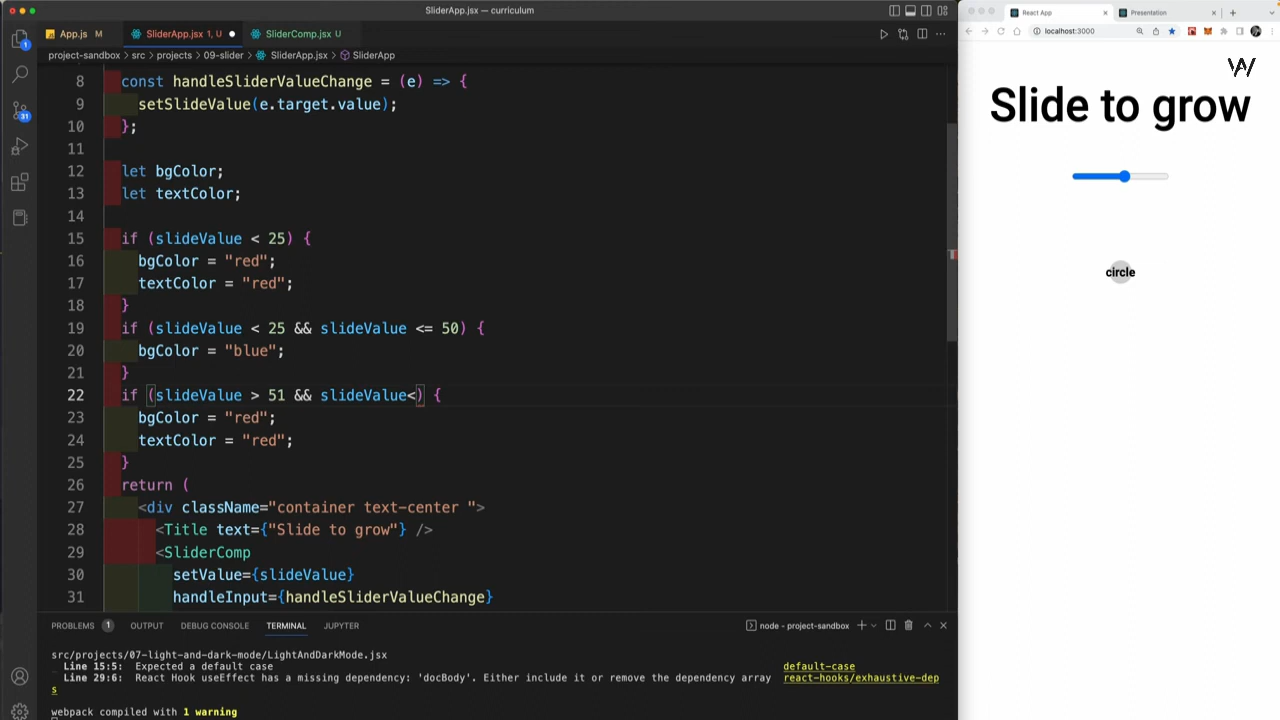 SliderApp.jsx — curriculum
App.js M
SliderApp.jsx 1, U
SliderComp.jsx U
project-sandbox > src > projects > 09-slider > SliderApp.jsx > SliderApp
8 const handleSliderValueChange = (e) => {
9 setSlideValue(e.target.value);
10 };
11
12 let bgColor;
13 let textColor;
14
15 if (slideValue < 25) {
16 bgColor = "red";
17 textColor = "red";
18 }
19 if (slideValue < 25 && slideValue <= 50) {
20 bgColor = "blue";
21 }
22 if (slideValue > 51 && slideValue<) {
23 bgColor = "red";
24 textColor = "red";
25 }
26 return (
27 <div className="container text-center ">
28 <Title text={"Slide to grow"} />
29 <SliderComp
30 setValue={slideValue}
31 handleInput={handleSliderValueChange}
1
31
PROBLEMS 1 OUTPUT DEBUG CONSOLE TERMINAL JUPYTER
node - project-sandbox
src/projects/07-light-and-dark-mode/LightAndDarkMode.jsx
Line 15:5: Expected a default case default-case
Line 29:6: React Hook useEffect has a missing dependency: 'docBody'. Either include it or remove the dependency array react-hooks/exhaustive-dep
s
webpack compiled with 1 warning
React App
Presentation
localhost:3000
W
Slide to grow
circle